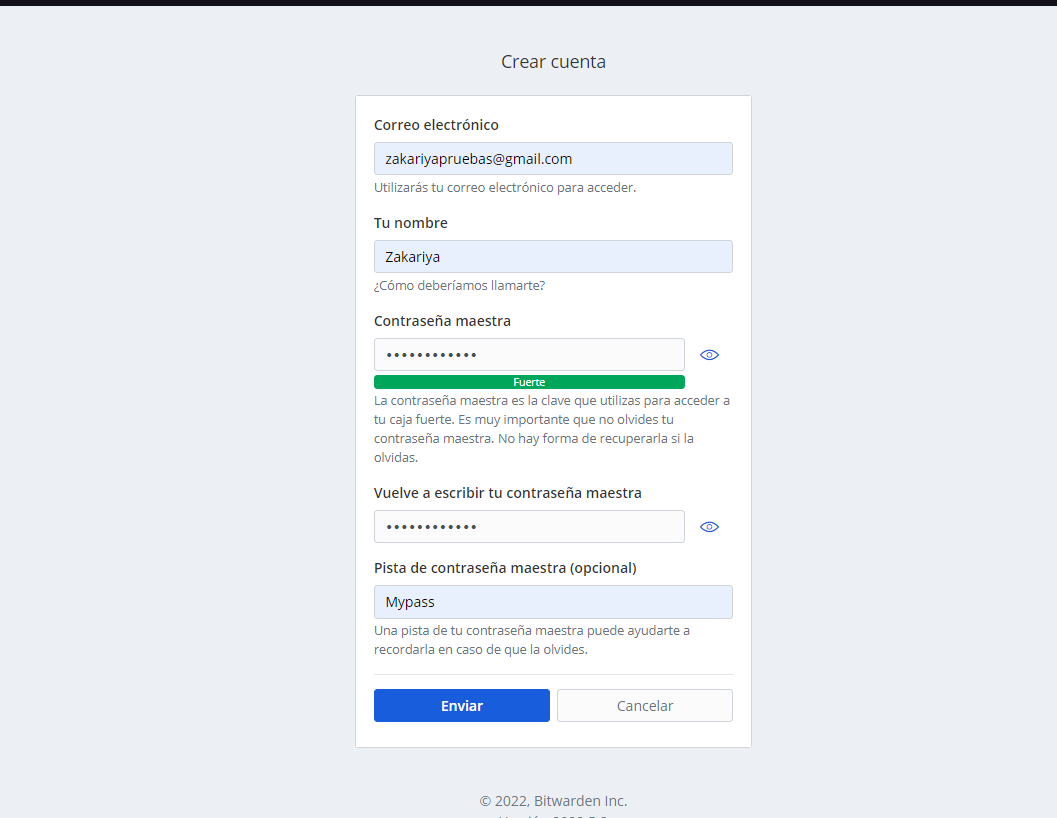 Crear cuenta
Correo electrónico
zakariyapruebas@gmail.com
Utilizarás tu correo electrónico para acceder.
Tu nombre
Zakariya
¿Cómo deberíamos llamarte?
Contraseña maestra
••••••••••••
Fuerte
La contraseña maestra es la clave que utilizas para acceder a
tu caja fuerte. Es muy importante que no olvides tu
contraseña maestra. No hay forma de recuperarla si la
olvidas.
Vuelve a escribir tu contraseña maestra
••••••••••••
Pista de contraseña maestra (opcional)
Mypass
Una pista de tu contraseña maestra puede ayudarte a
recordarla en caso de que la olvides.
Enviar Cancelar
© 2022, Bitwarden Inc.